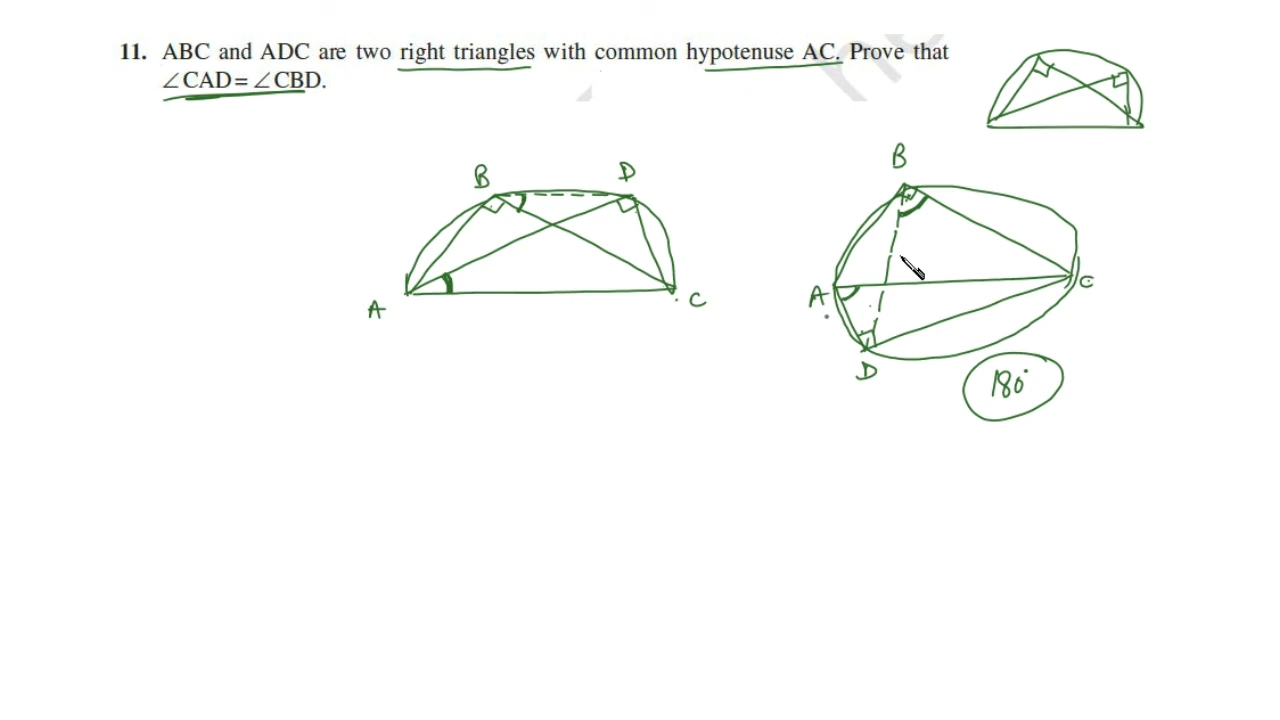 11. ABC and ADC are two right triangles with common hypotenuse AC. Prove that
∠CAD = ∠CBD.
B
D
A
C
B
A
C
D
180°